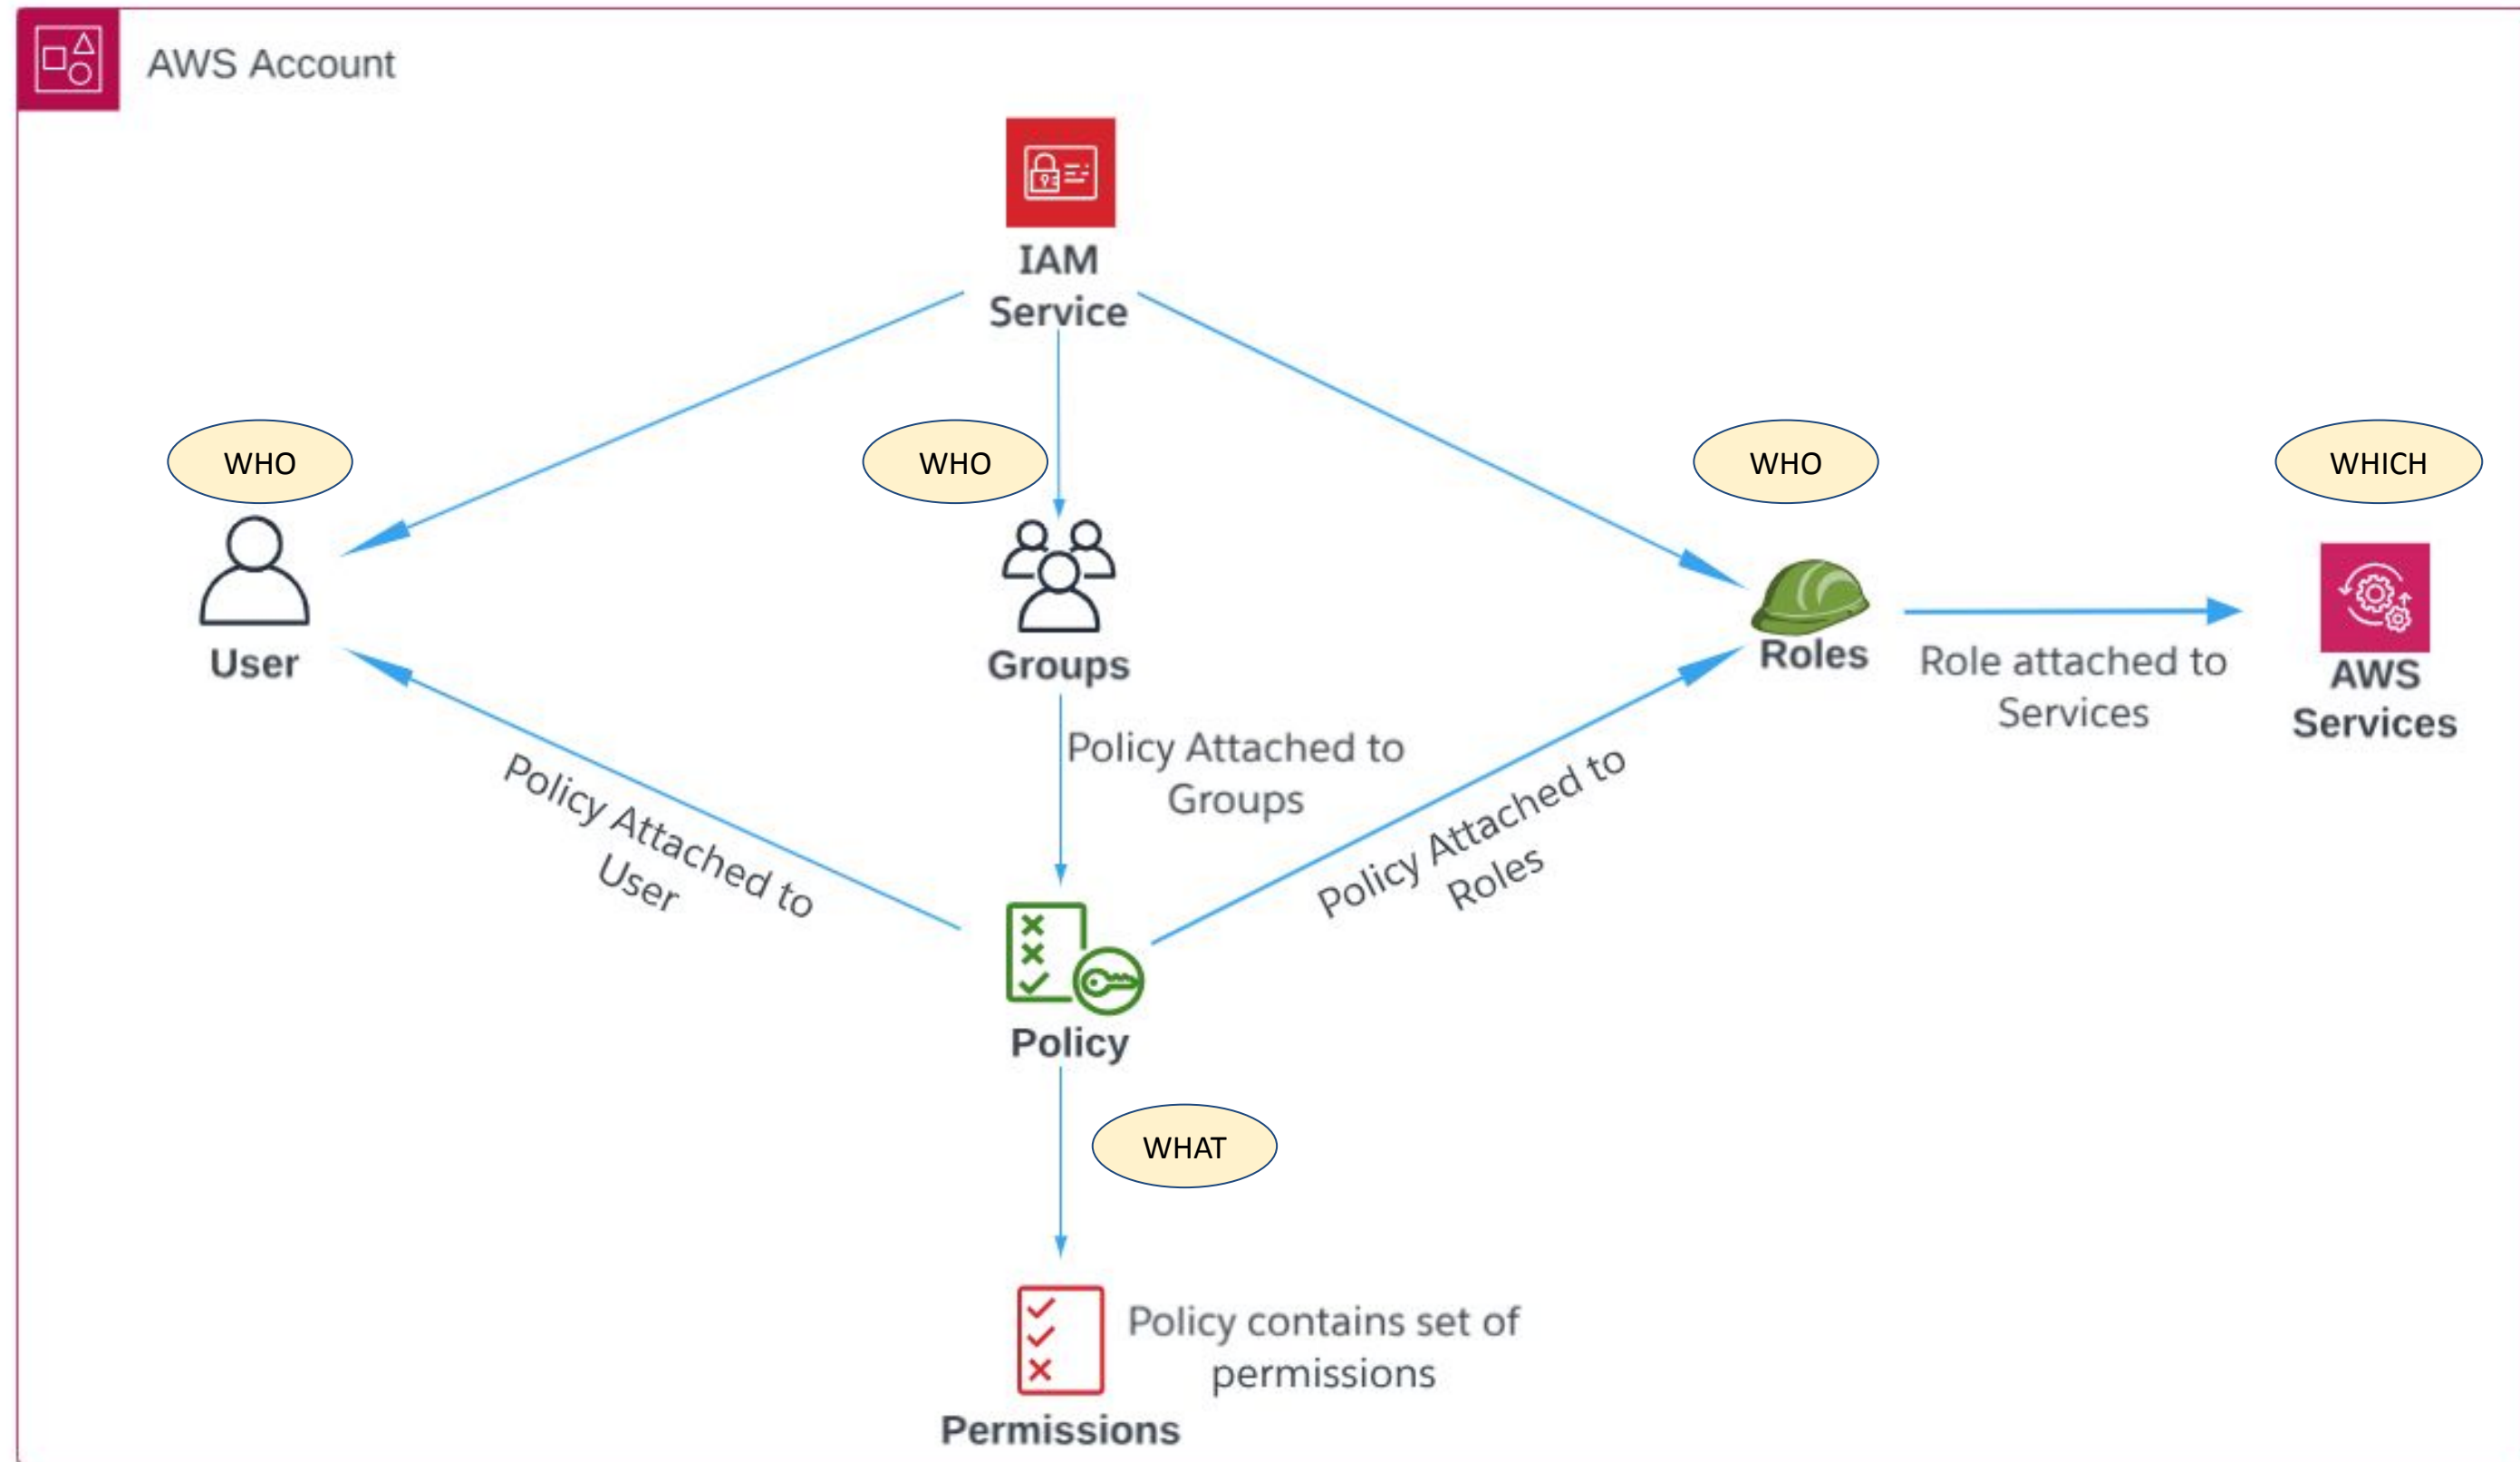 AWS Account
IAM
Service
WHO
WHO
WHO
WHICH
User
Groups
Roles
Role attached to
Services
AWS
Services
Policy Attached to
User
Policy Attached to
Groups
Policy Attached to
Roles
Policy
WHAT
Policy contains set of
permissions
Permissions